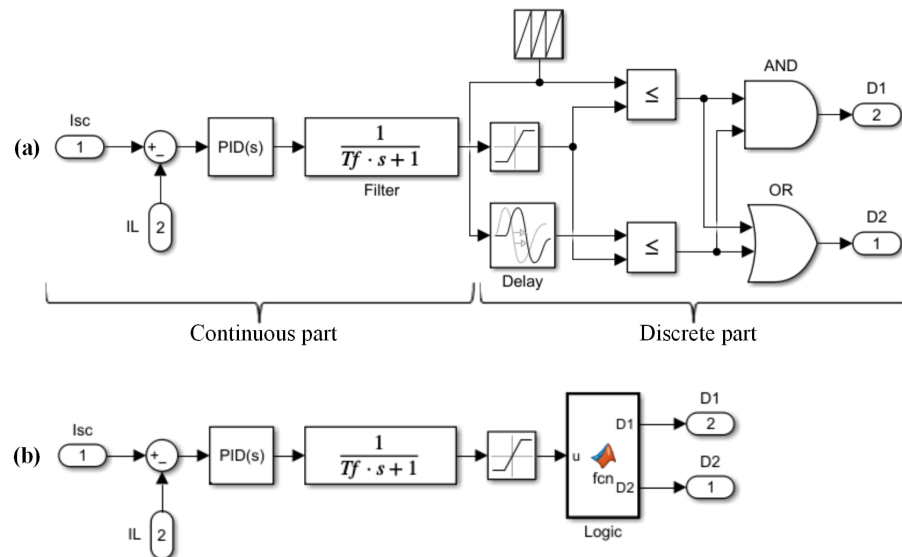 AND
D1
2
≤
Isc
1
(a)
+
−
PID(s)
1
Tf · s + 1
Filter
IL
2
OR
D2
1
≤
Delay
Continuous part
Discrete part
D1
2
Isc
1
(b)
+
−
PID(s)
1
Tf · s + 1
u
fcn
D1
D2
D2
1
Logic
IL
2